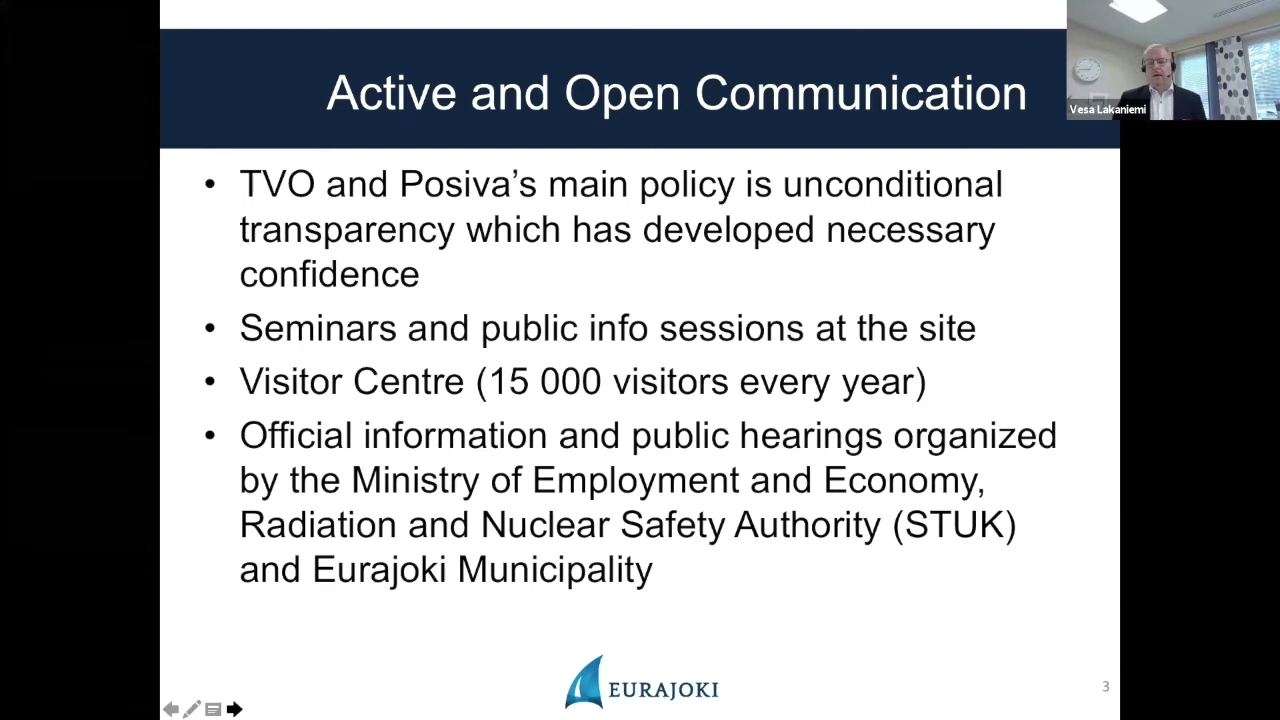 Active and Open Communication
Vesa Lakaniemi
• TVO and Posiva’s main policy is unconditional
transparency which has developed necessary
confidence
• Seminars and public info sessions at the site
• Visitor Centre (15 000 visitors every year)
• Official information and public hearings organized
by the Ministry of Employment and Economy,
Radiation and Nuclear Safety Authority (STUK)
and Eurajoki Municipality
EURAJOKI
3